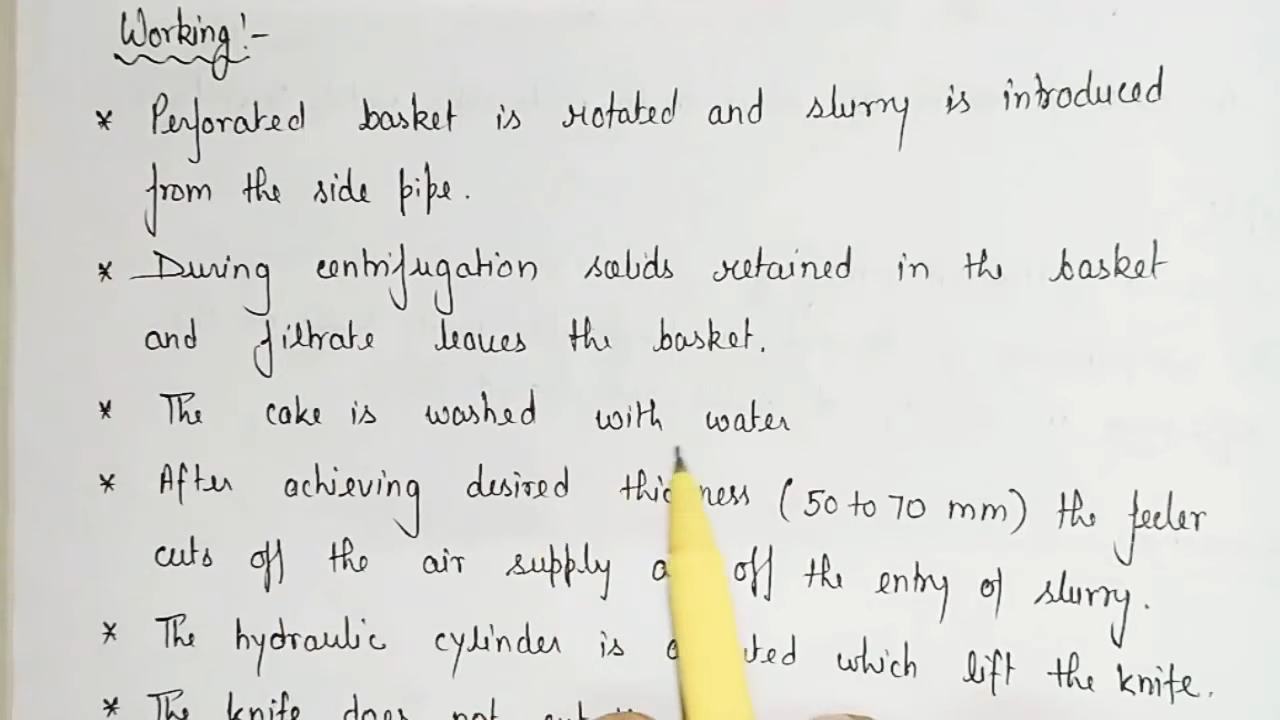 Working:-
* Perforated basket is rotated and slurry is introduced
from the side pipe.
* During centrifugation solids retained in the basket
and filtrate leaves the basket.
* The cake is washed with water
* After achieving desired thickness (50 to 70 mm) the feeler
cuts off the air supply off the entry of slurry.
* The hydraulic cylinder is which lift the knife.
* The knife does not